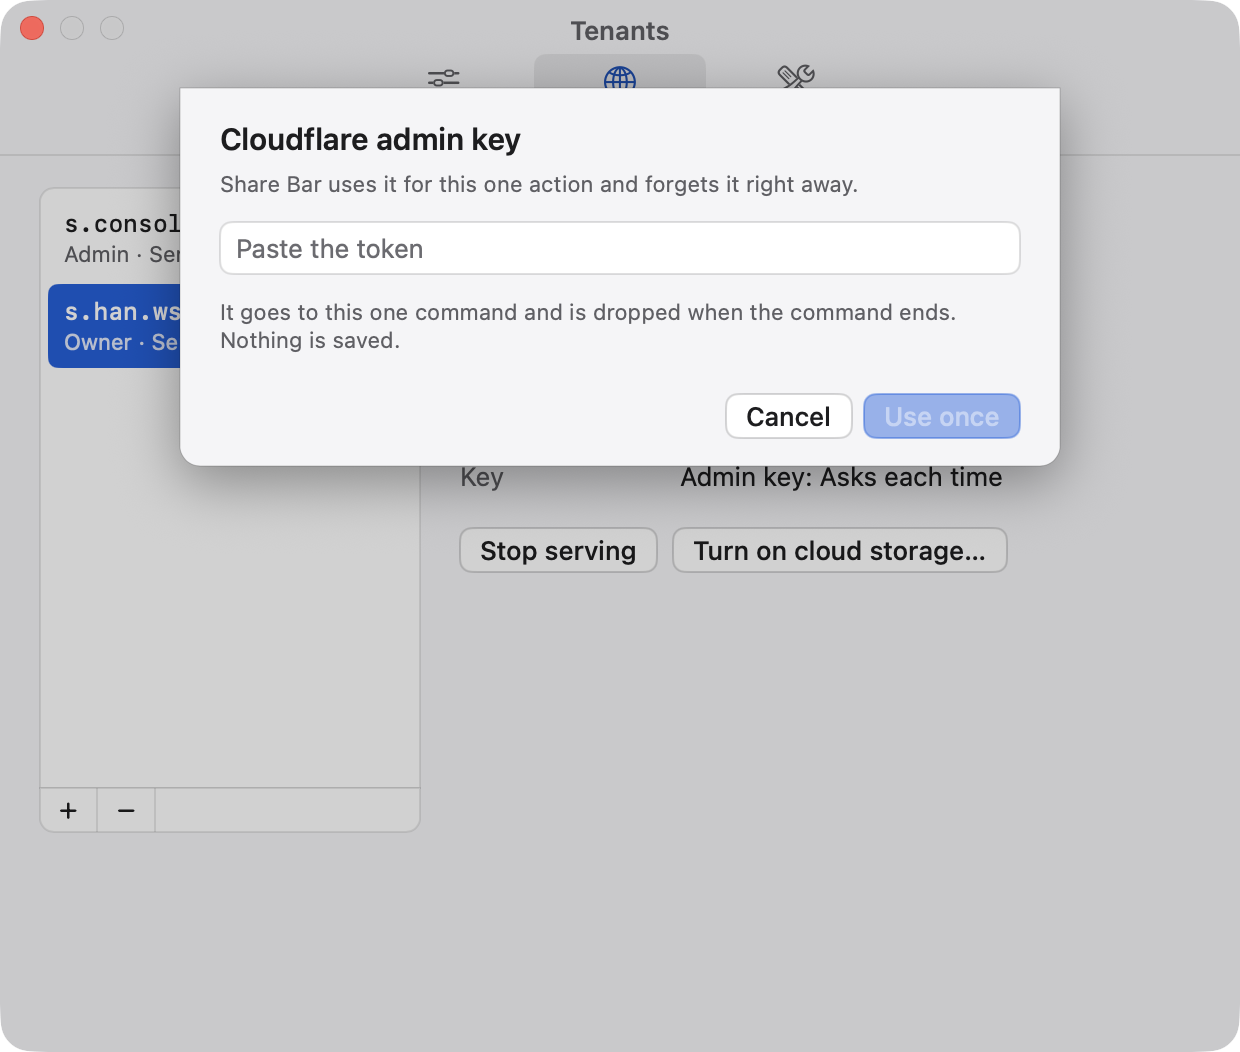 Tenants
Cloudflare admin key
Share Bar uses it for this one action and forgets it right away.
Paste the token
It goes to this one command and is dropped when the command ends.
Nothing is saved.
Cancel
Use once
s.consol
Admin · Ser
s.han.ws
Owner · Se
Key
Admin key: Asks each time
Stop serving
Turn on cloud storage...
+
−